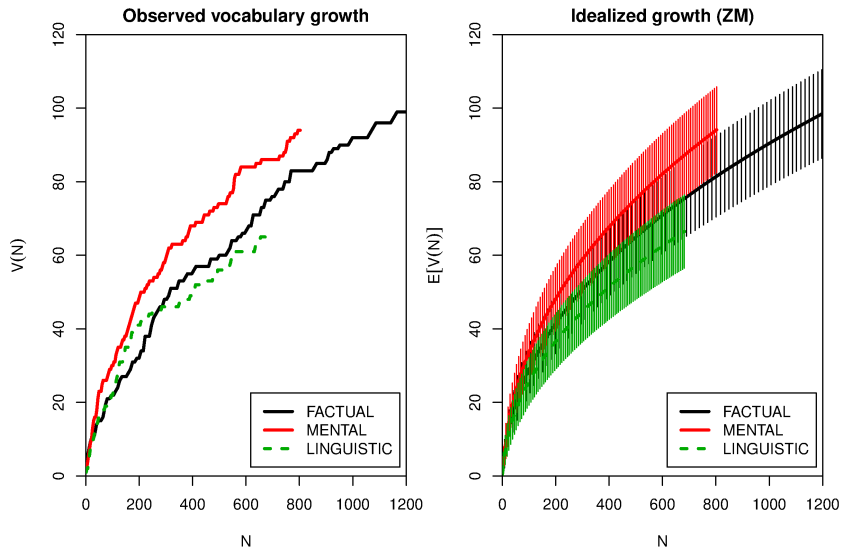 Observed vocabulary growth
V(N)
120
100
80
60
40
20
0
0 200 400 600 800 1000 1200
N
FACTUAL
MENTAL
LINGUISTIC
Idealized growth (ZM)
E[V(N)]
120
100
80
60
40
20
0
0 200 400 600 800 1000 1200
N
FACTUAL
MENTAL
LINGUISTIC